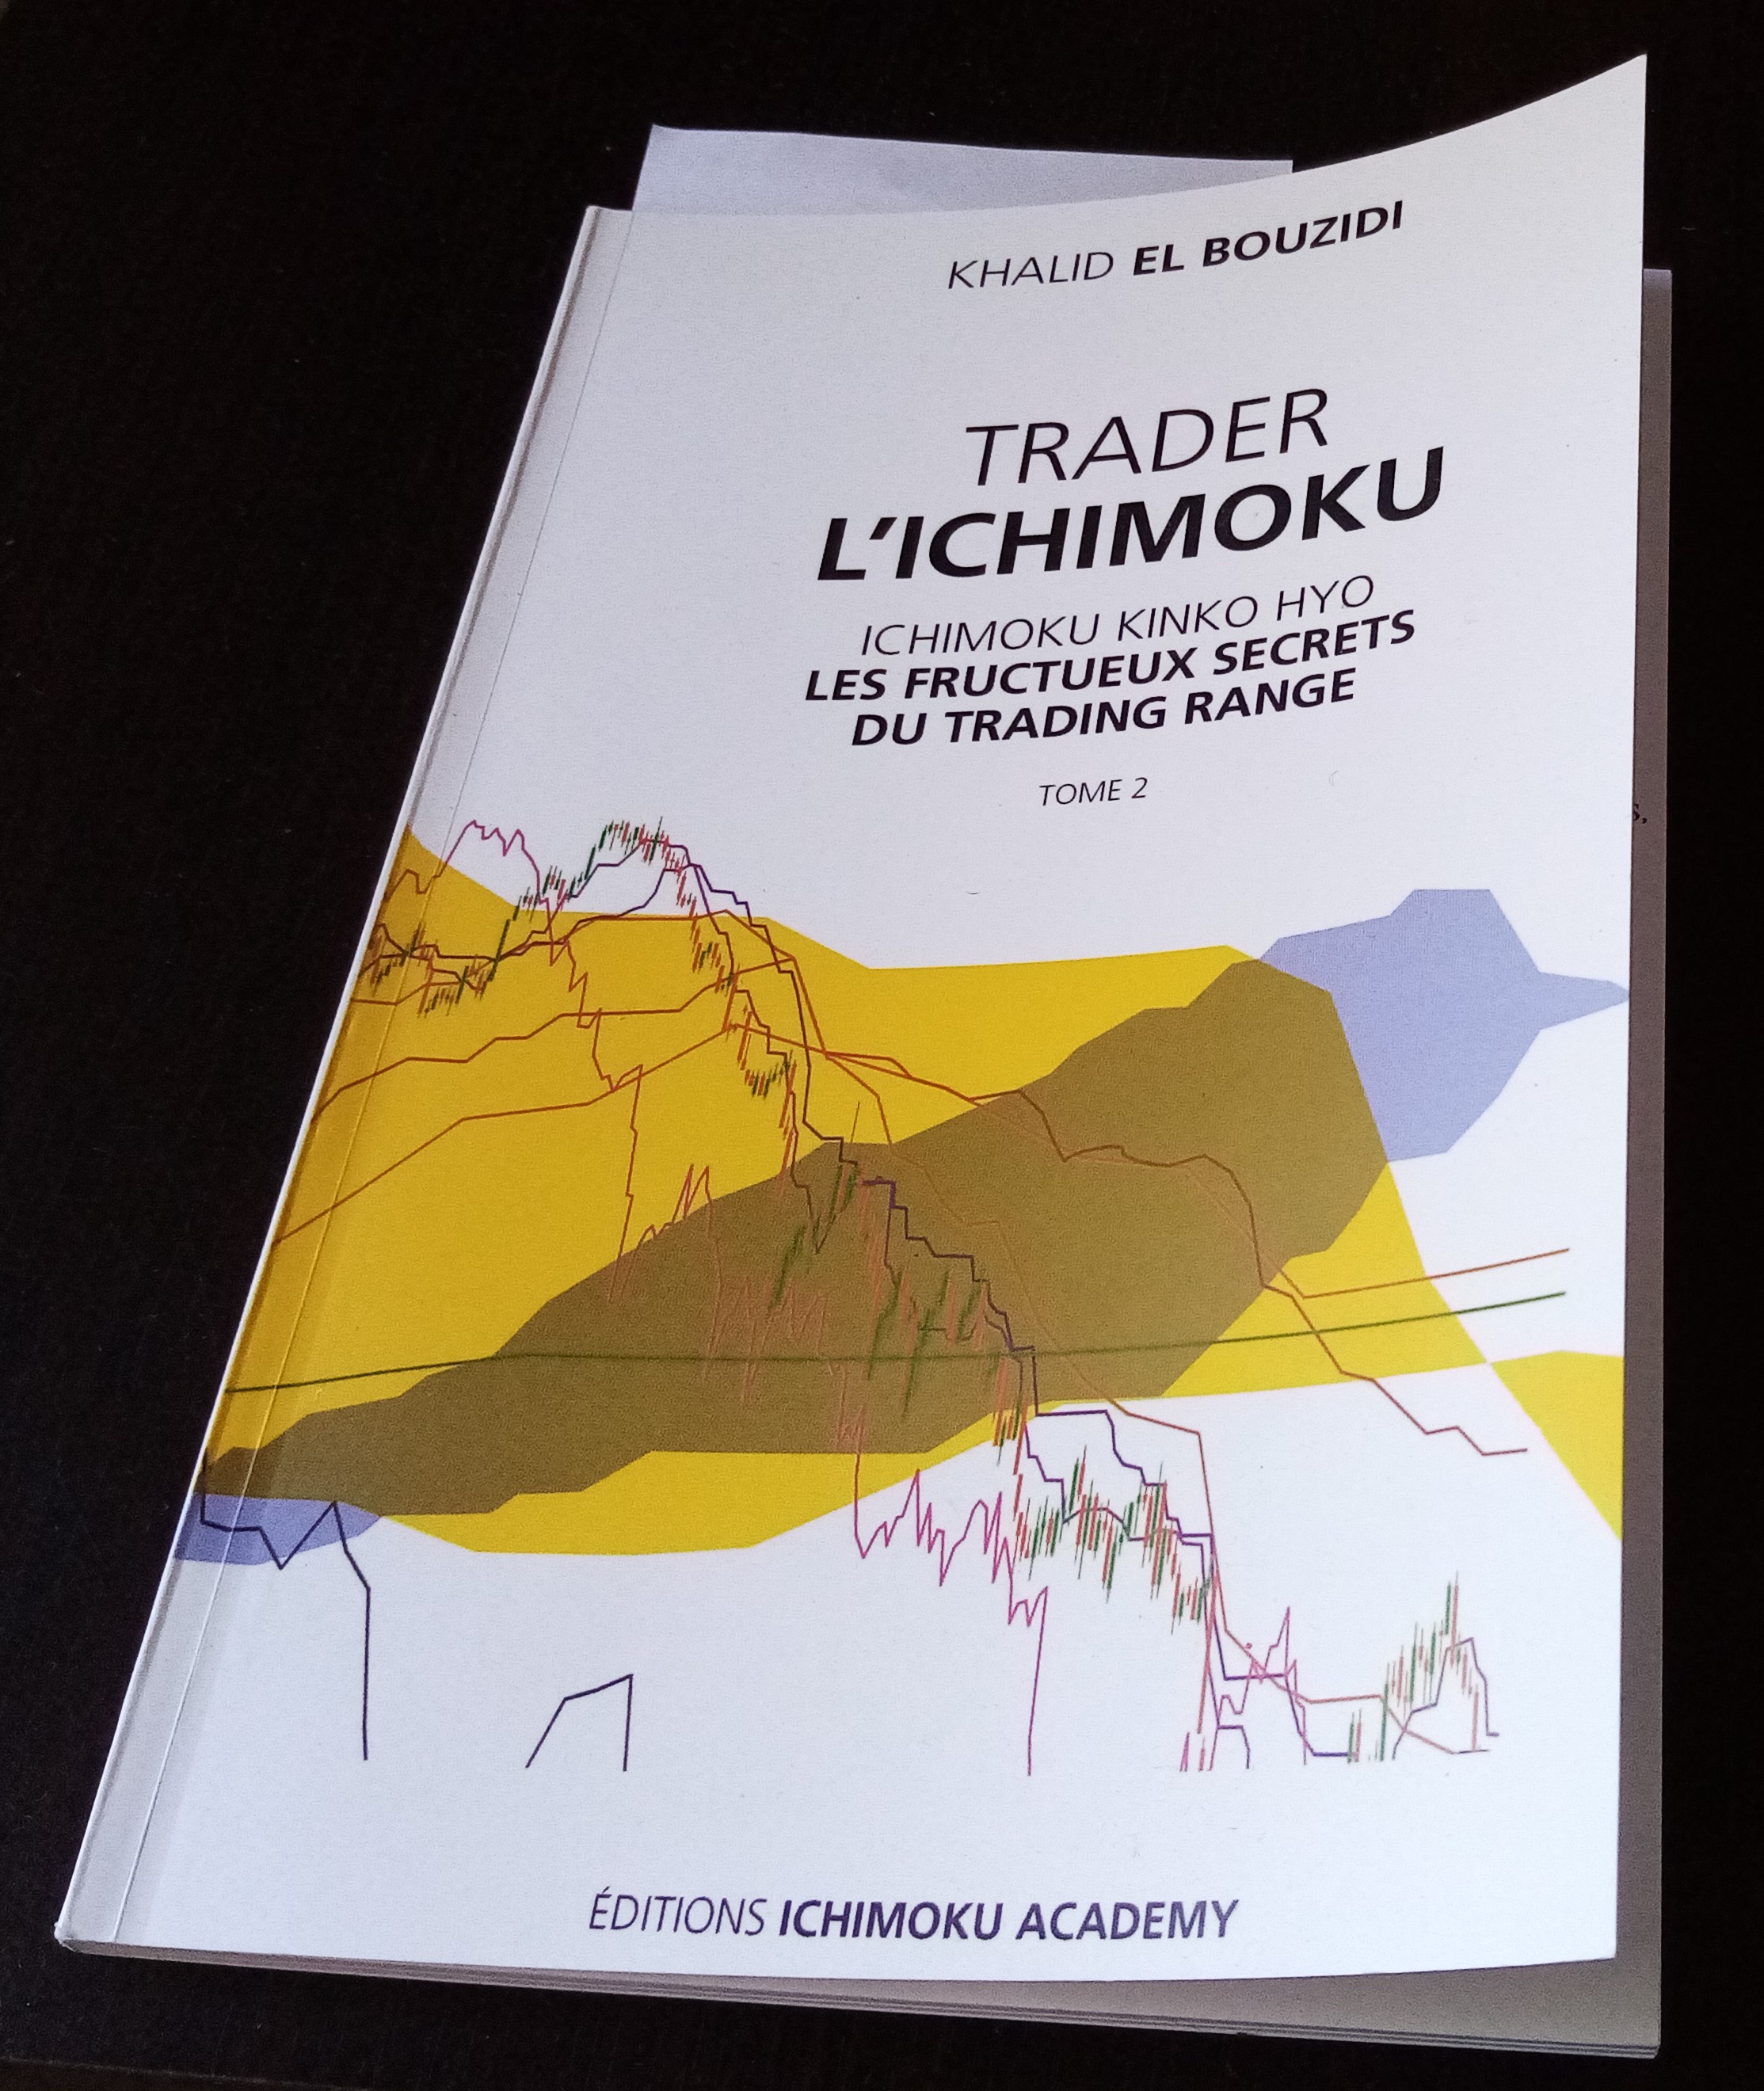 KHALID EL BOUZIDI
TRADER
L'ICHIMOKU
ICHIMOKU KINKO HYO
LES FRUCTUEUX SECRETS
DU TRADING RANGE
TOME 2
s,
ÉDITIONS ICHIMOKU ACADEMY